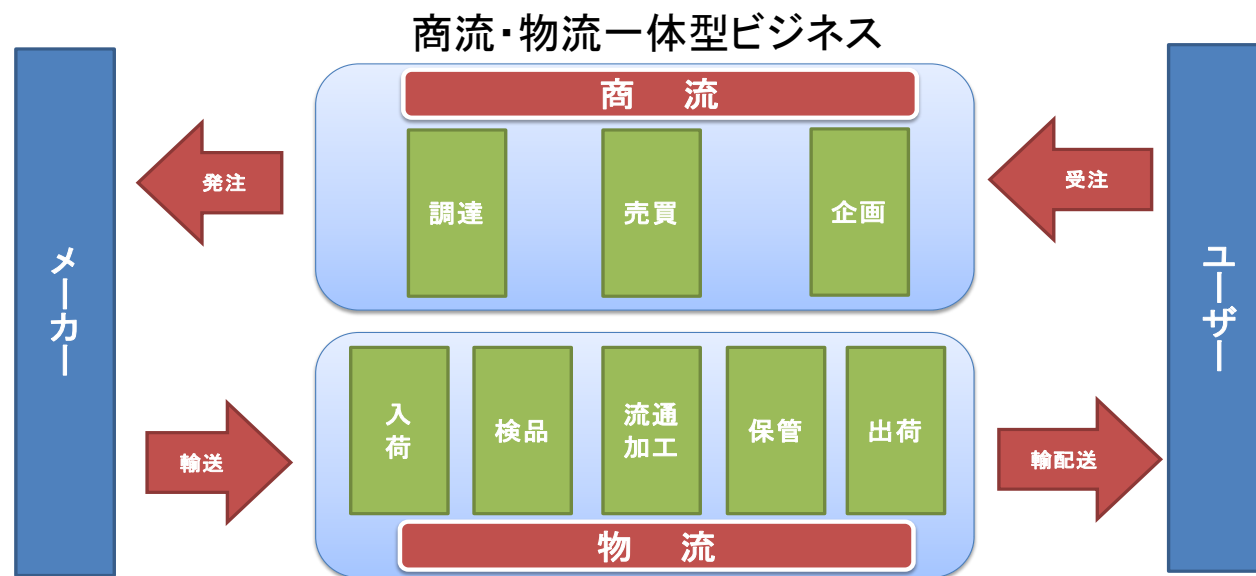 商流・物流一体型ビジネス
商　流
発注
受注
調達
売買
企画
メーカー
ユーザー
入
荷
検品
流通
加工
保管
出荷
輸送
輸配送
物　流